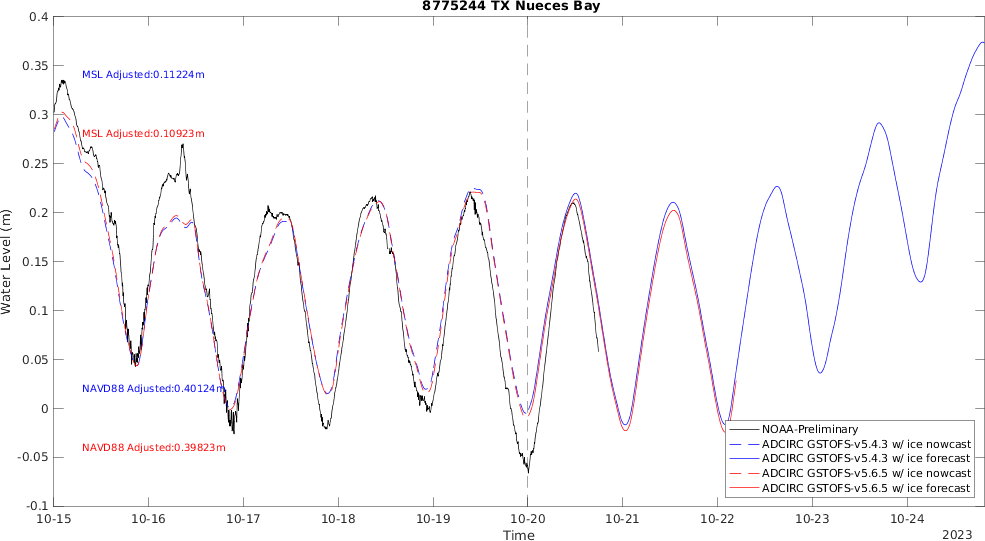 8775244 TX Nueces Bay
0.4
0.35
0.3
0.25
0.2
0.15
0.1
0.05
0
-0.05
-0.1
Water Level (m)
MSL Adjusted:0.11224m
MSL Adjusted:0.10923m
NAVD88 Adjusted:0.40124m
NAVD88 Adjusted:0.39823m
NOAA-Preliminary
ADCIRC GSTOFS-v5.4.3 w/ ice nowcast
ADCIRC GSTOFS-v5.4.3 w/ ice forecast
ADCIRC GSTOFS-v5.6.5 w/ ice nowcast
ADCIRC GSTOFS-v5.6.5 w/ ice forecast
10-15 10-16 10-17 10-18 10-19 10-20 10-21 10-22 10-23 10-24
Time
2023